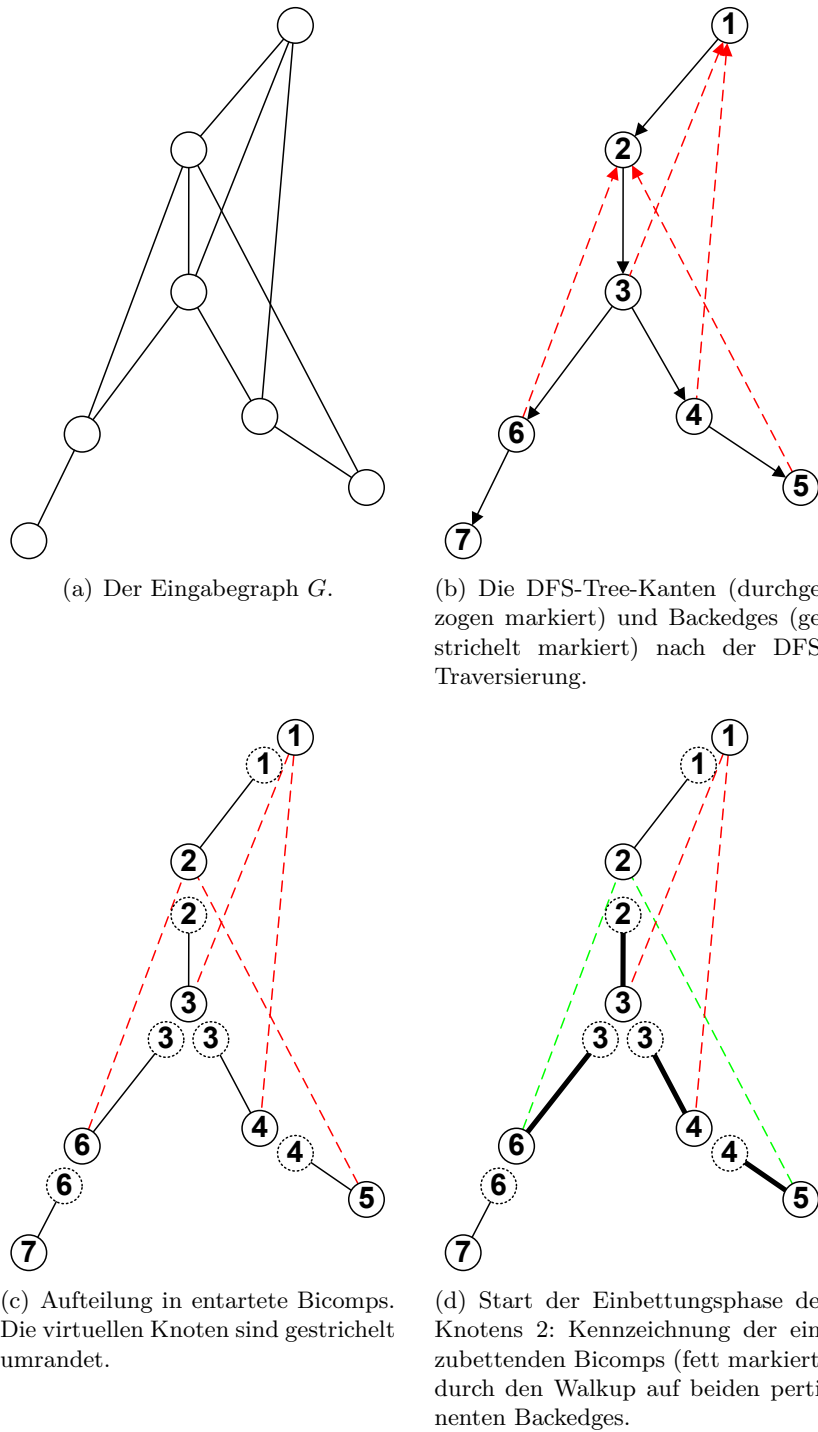 1
2
3
6
4
5
7
(a) Der Eingabegraph G.
(b) Die DFS-Tree-Kanten (durchge
zogen markiert) und Backedges (ge
strichelt markiert) nach der DFS
Traversierung.
1
1
2
2
3
3
3
6
4
4
6
5
7
1
1
2
2
3
3
3
6
4
4
6
5
7
(c) Aufteilung in entartete Bicomps.
Die virtuellen Knoten sind gestrichelt
umrandet.
(d) Start der Einbettungsphase de
Knotens 2: Kennzeichnung der ein
zubettenden Bicomps (fett markiert
durch den Walkup auf beiden perti
nenten Backedges.